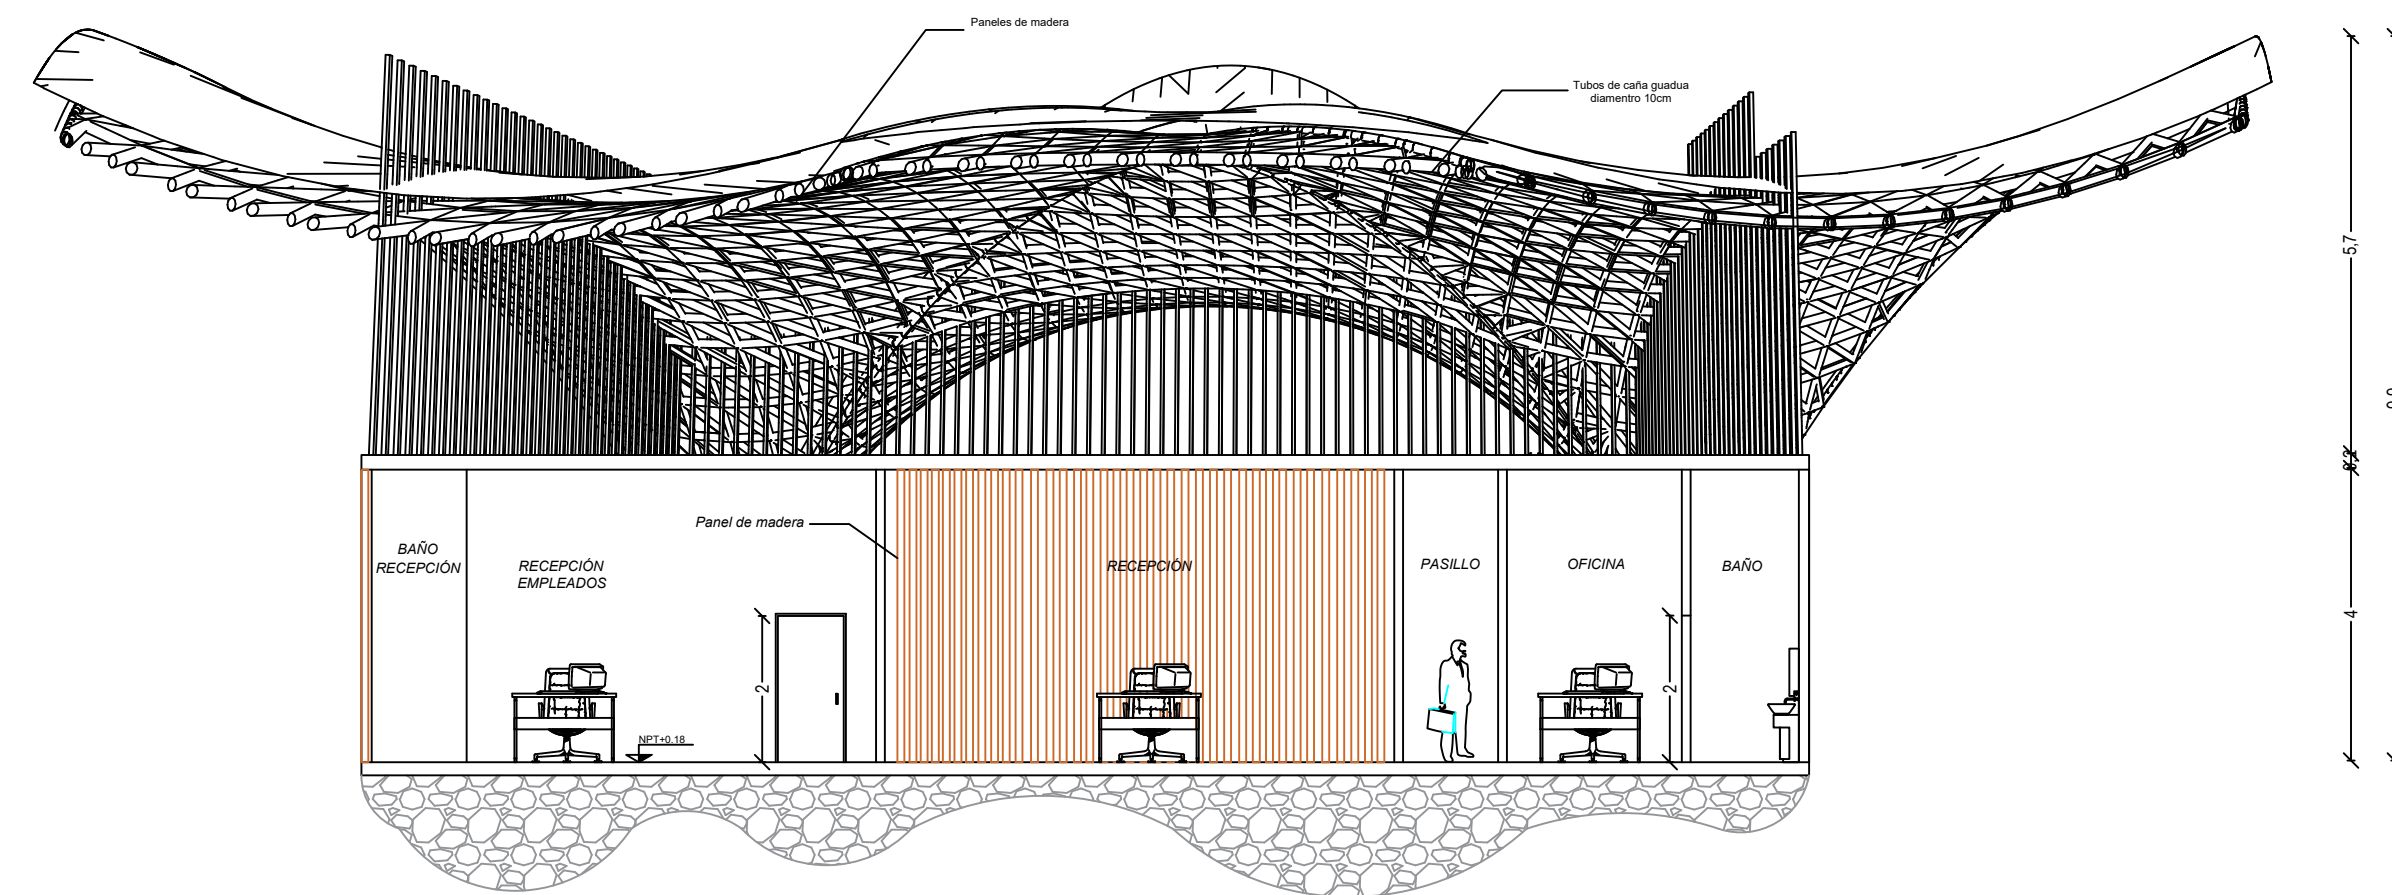 Paneles de madera
Tubos de caña guadua
diamentro 10cm
5,7
Panel de madera
BAÑO
RECEPCIÓN
RECEPCIÓN
EMPLEADOS
RECEPCIÓN
PASILLO
OFICINA
BAÑO
4
2
2
NPT+0.18